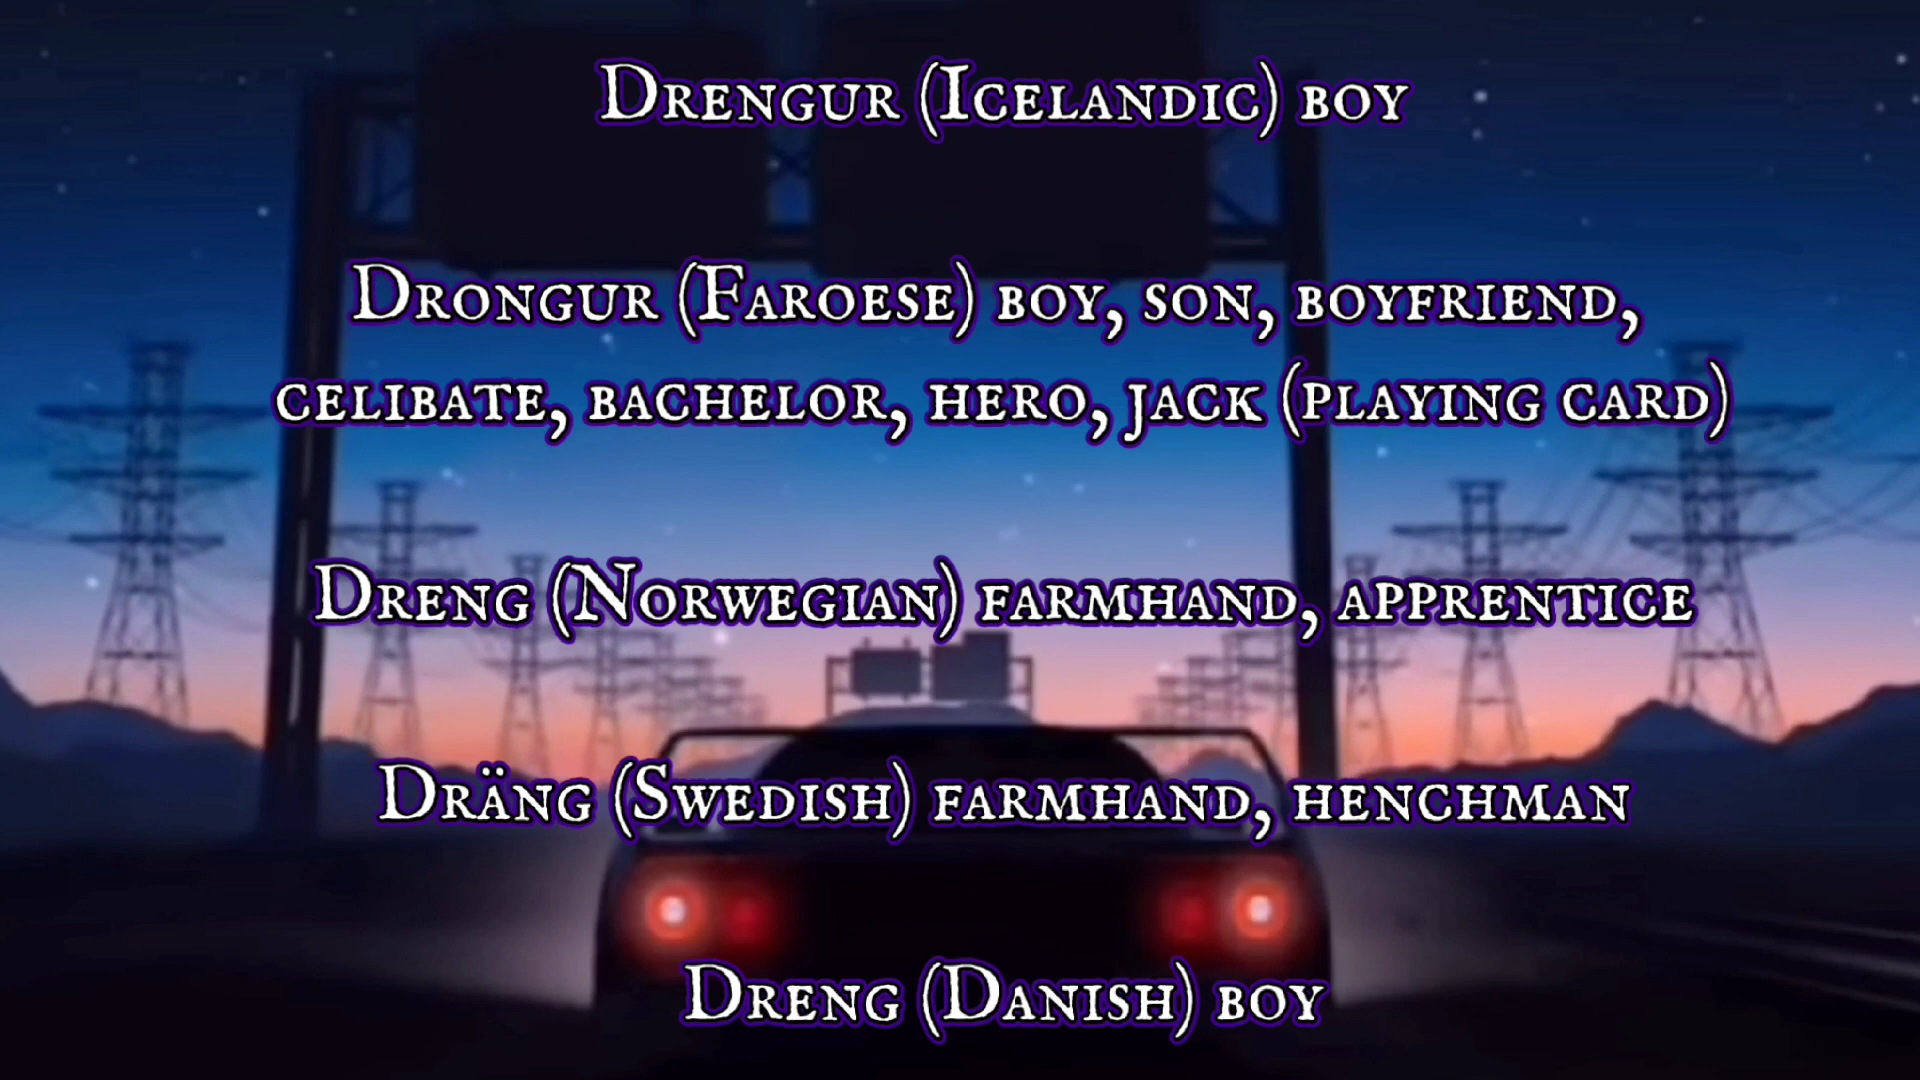 Drengur (Icelandic) boy
Drongur (Faroese) boy, son, boyfriend,
celibate, bachelor, hero, jack (playing card)
Dreng (Norwegian) farmhand, apprentice
Dräng (Swedish) farmhand, henchman
Dreng (Danish) boy